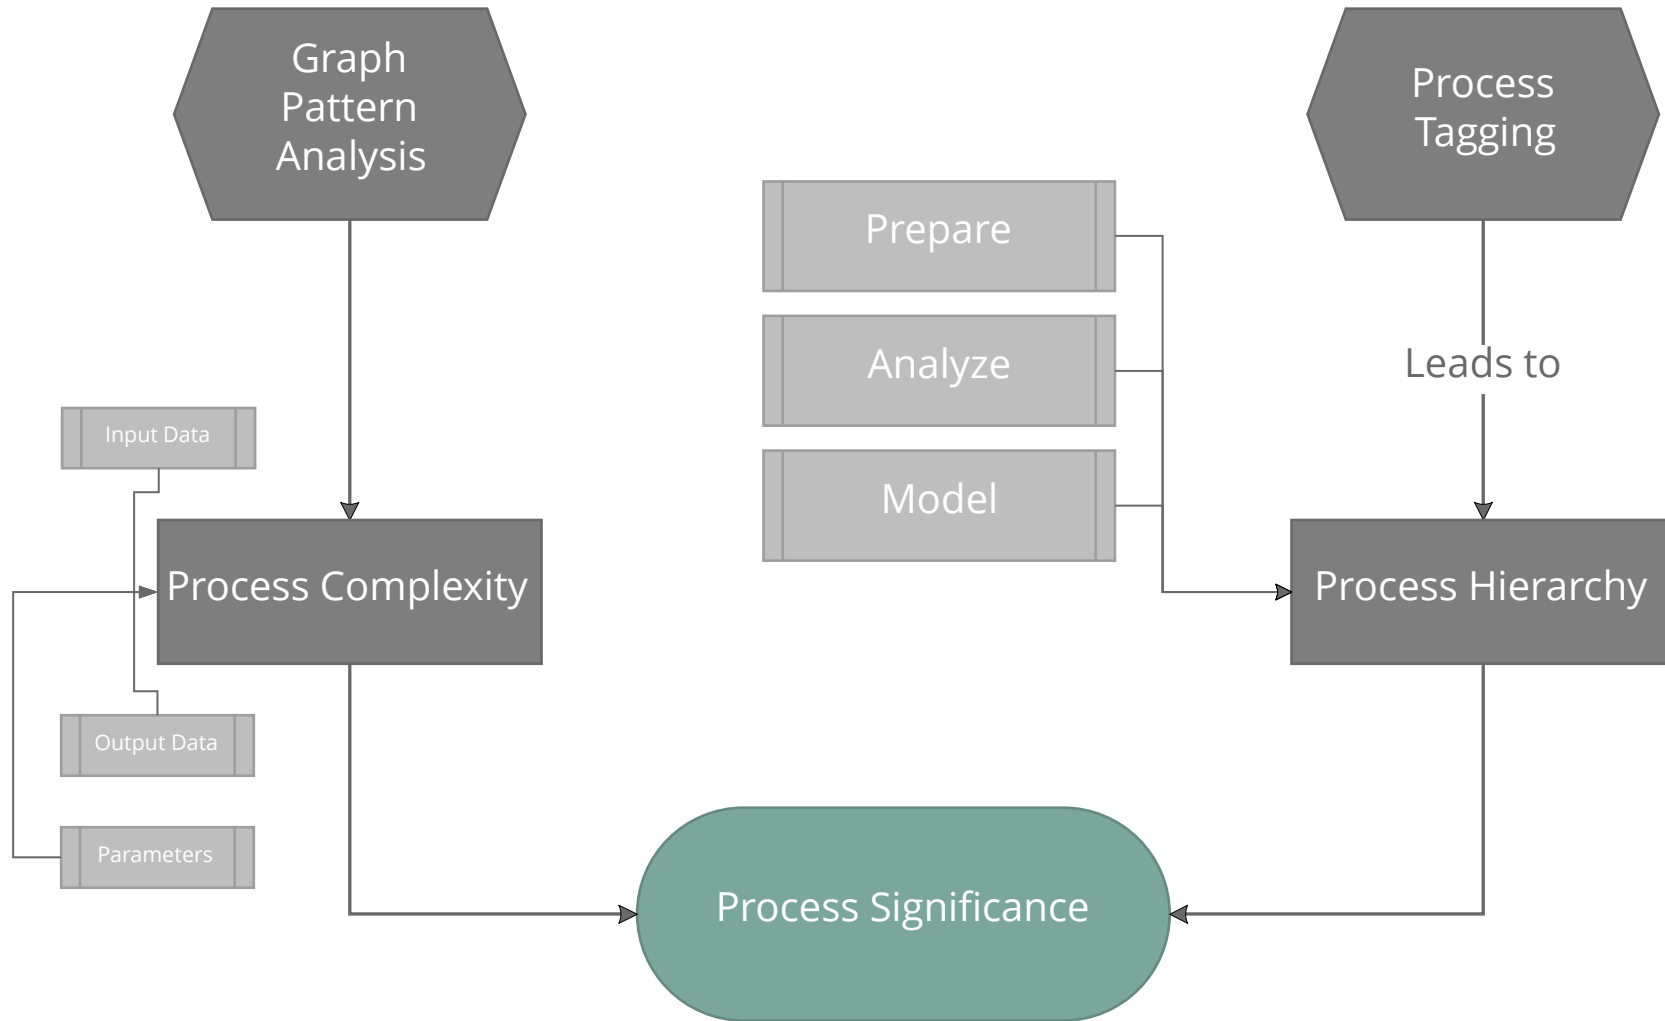 Graph
Pattern
Analysis
Process
Tagging
Prepare
Analyze
Leads to
Input Data
Model
Process Complexity
Process Hierarchy
Output Data
Parameters
Process Significance